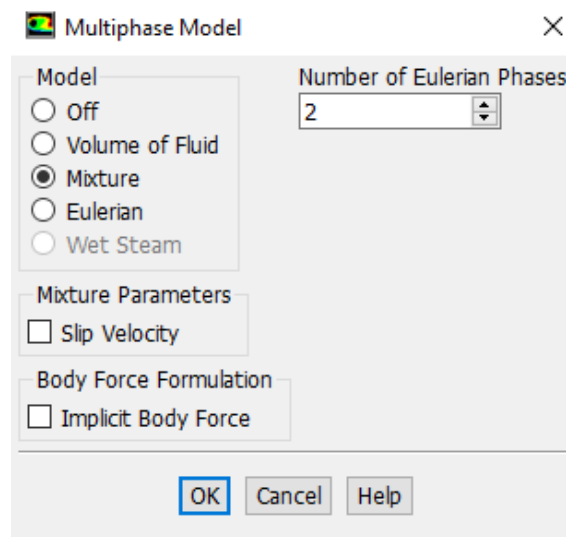 Multiphase Model
Model
Off
Volume of Fluid
Mixture
Eulerian
Wet Steam
Number of Eulerian Phases
2
Mixture Parameters
Slip Velocity
Body Force Formulation
Implicit Body Force
OK Cancel Help